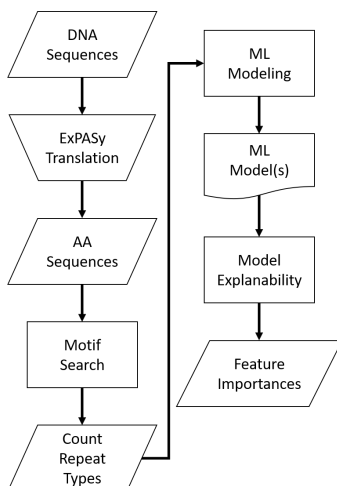 DNA
Sequences
ExPASy
Translation
AA
Sequences
Motif
Search
Count
Repeat
Types
ML
Modeling
ML
Model(s)
Model
Explanability
Feature
Importances